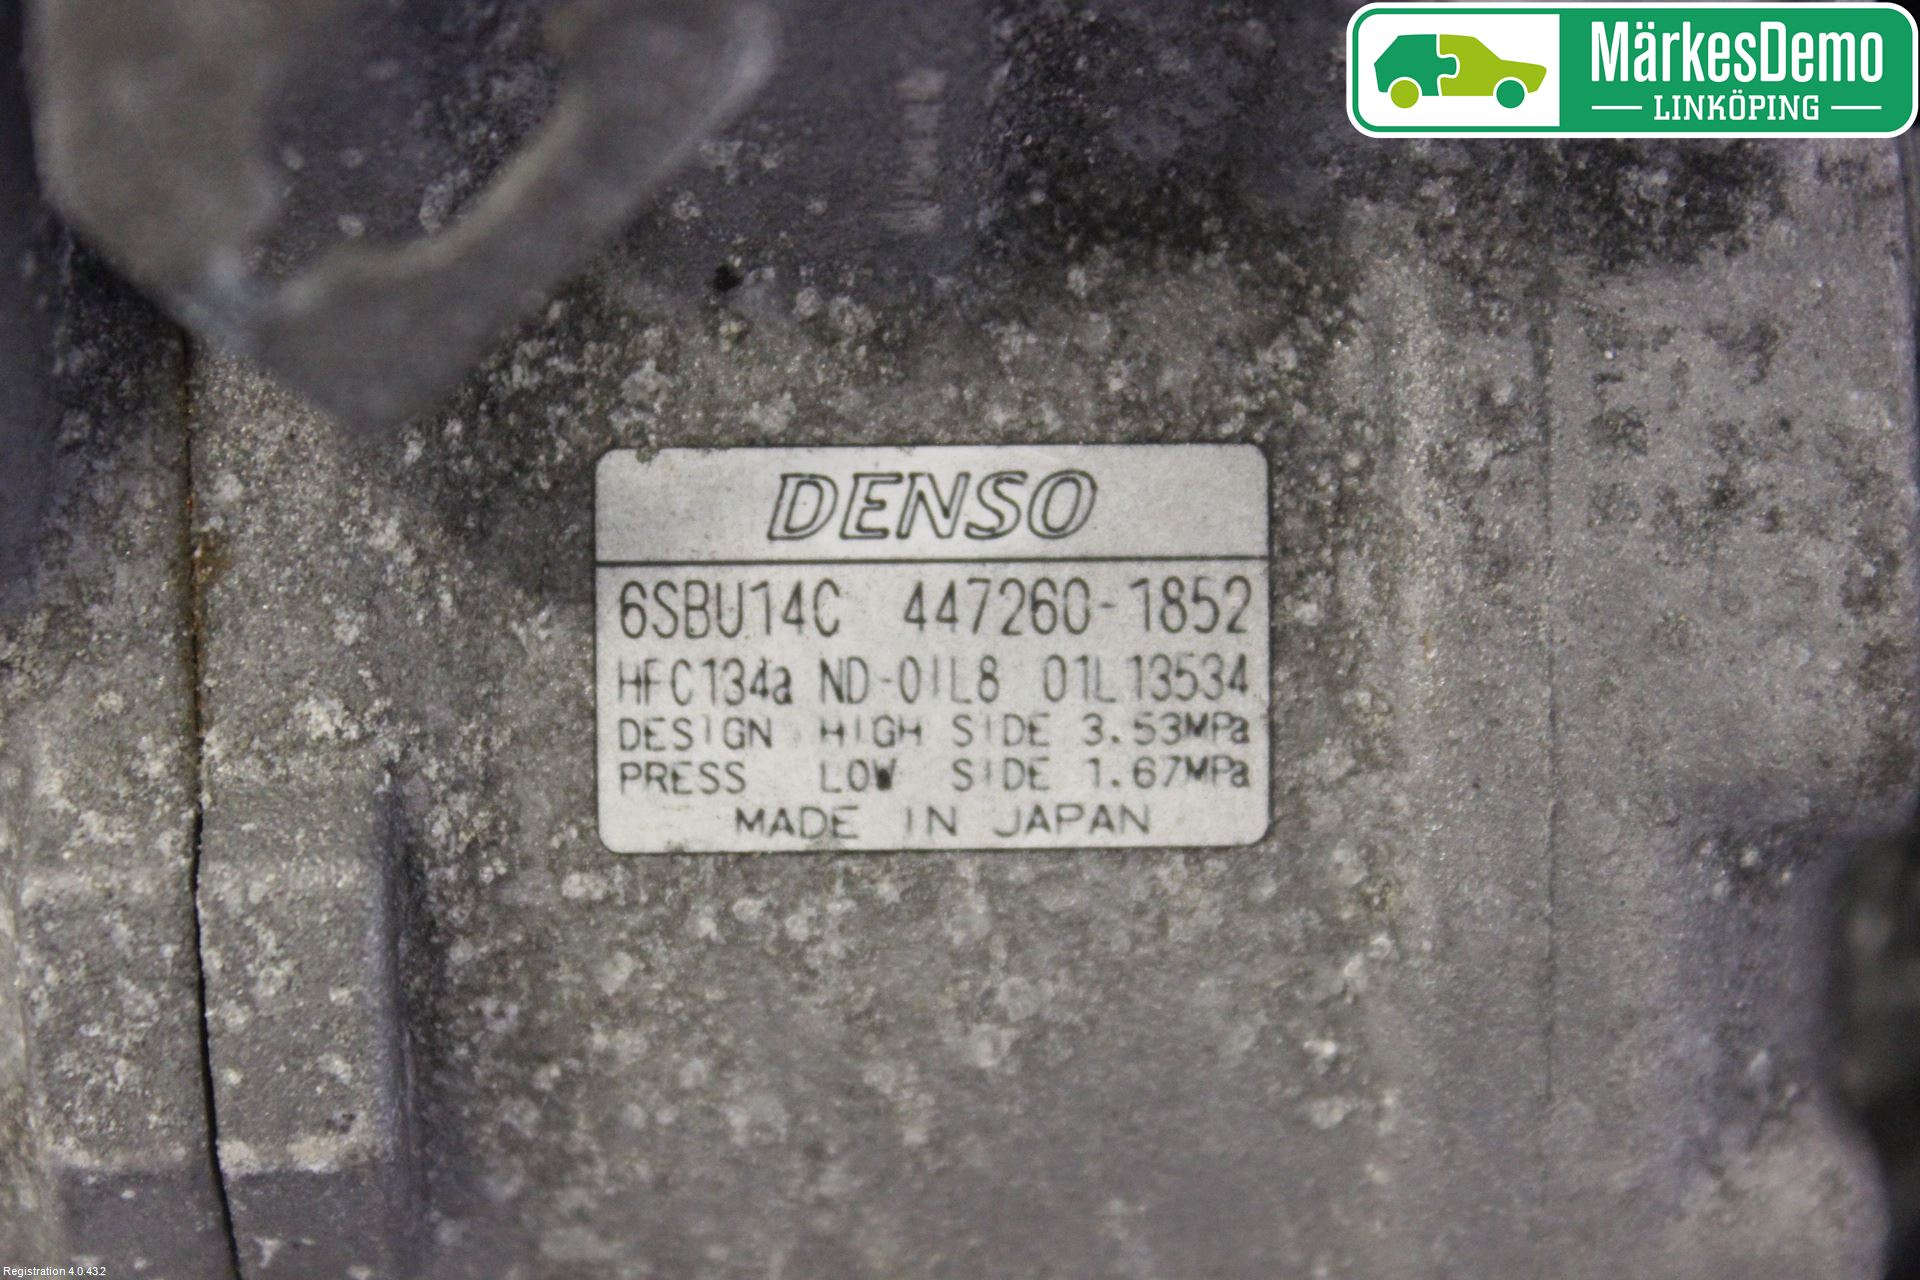 MärkesDemo
LINKÖPING
DENSO
6SBU14C 447260-1852
HFC134a ND-OIL8 01L13534
DESIGN HIGH SIDE 3.53MPa
PRESS LOW SIDE 1.67MPa
MADE IN JAPAN
Registration 4.0.43.2